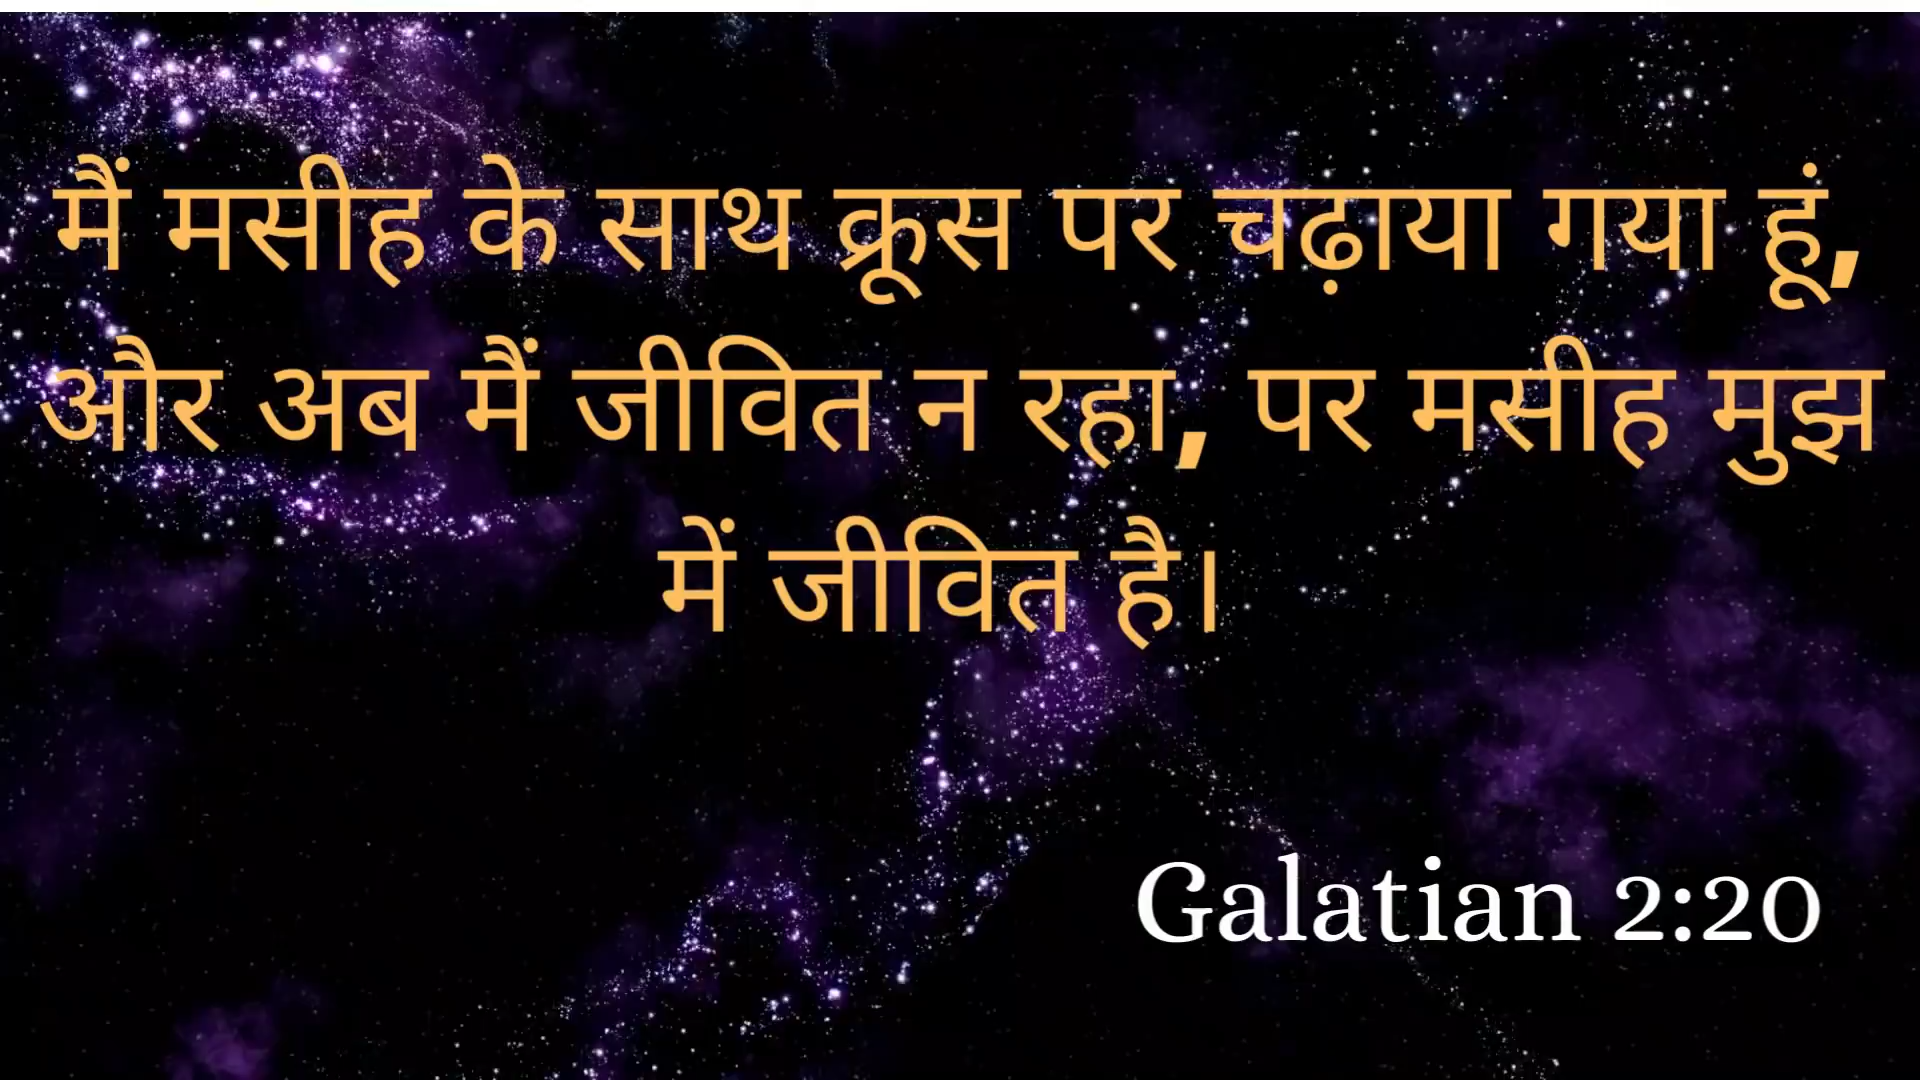 मैं मसीह के साथ क्रूस पर चढ़ाया गया हूं,
और अब मैं जीवित न रहा, पर मसीह मुझ
में जीवित है।
Galatian 2:20